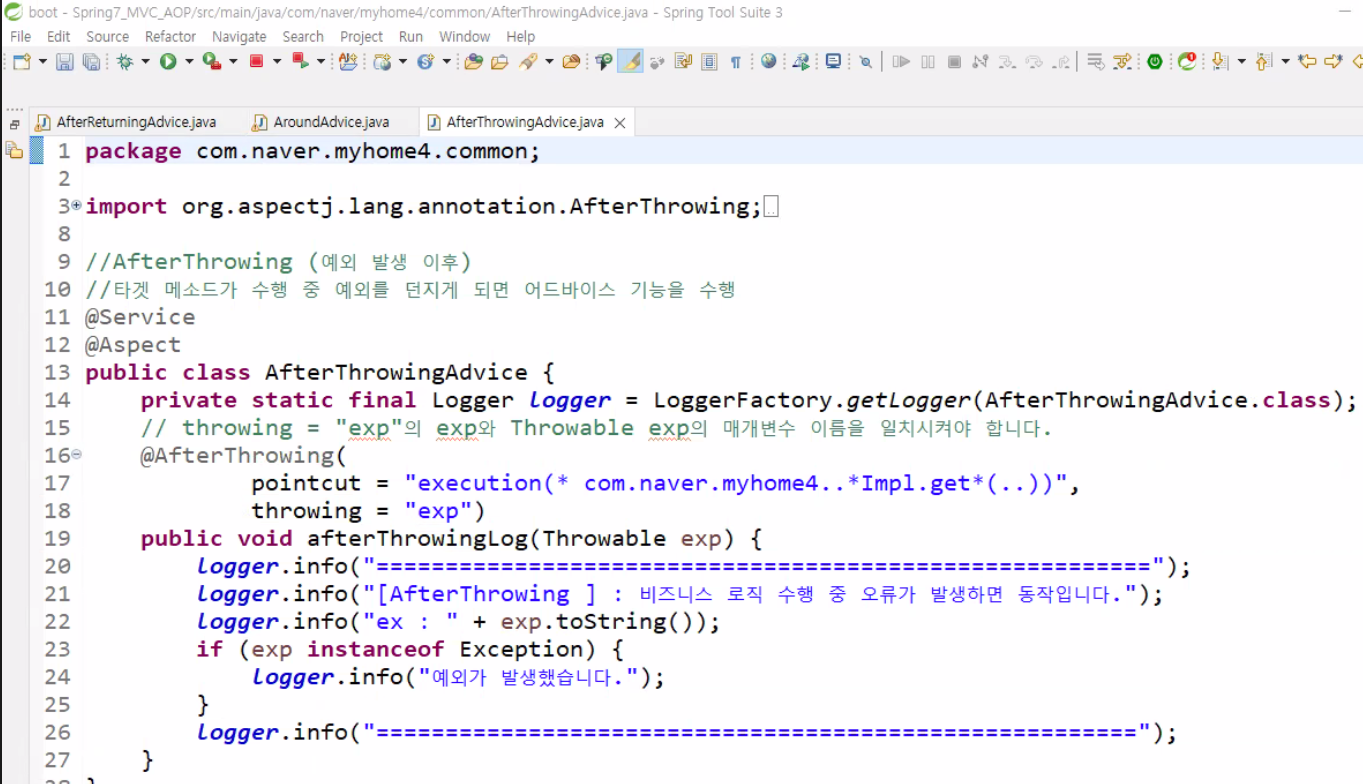 boot - Spring7_MVC_AOP/src/main/java/com/naver/myhome4/common/AfterThrowingAdvice.java - Spring Tool Suite 3
File Edit Source Refactor Navigate Search Project Run Window Help
AfterReturningAdvice.java AroundAdvice.java AfterThrowingAdvice.java
1 package com.naver.myhome4.common;
2
3 import org.aspectj.lang.annotation.AfterThrowing;
8
9 //AfterThrowing (예외 발생 이후)
10 //타겟 메소드가 수행 중 예외를 던지게 되면 어드바이스 기능을 수행
11 @Service
12 @Aspect
13 public class AfterThrowingAdvice {
14 private static final Logger logger = LoggerFactory.getLogger(AfterThrowingAdvice.class);
15 // throwing = "exp"의 exp와 Throwable exp의 매개변수 이름을 일치시켜야 합니다.
16 @AfterThrowing(
17 pointcut = "execution(* com.naver.myhome4..*Impl.get*(..))",
18 throwing = "exp")
19 public void afterThrowingLog(Throwable exp) {
20 logger.info("========================================================");
21 logger.info("[AfterThrowing ] : 비즈니스 로직 수행 중 오류가 발생하면 동작입니다.");
22 logger.info("ex : " + exp.toString());
23 if (exp instanceof Exception) {
24 logger.info("예외가 발생했습니다.");
25 }
26 logger.info("=======================================================");
27 }